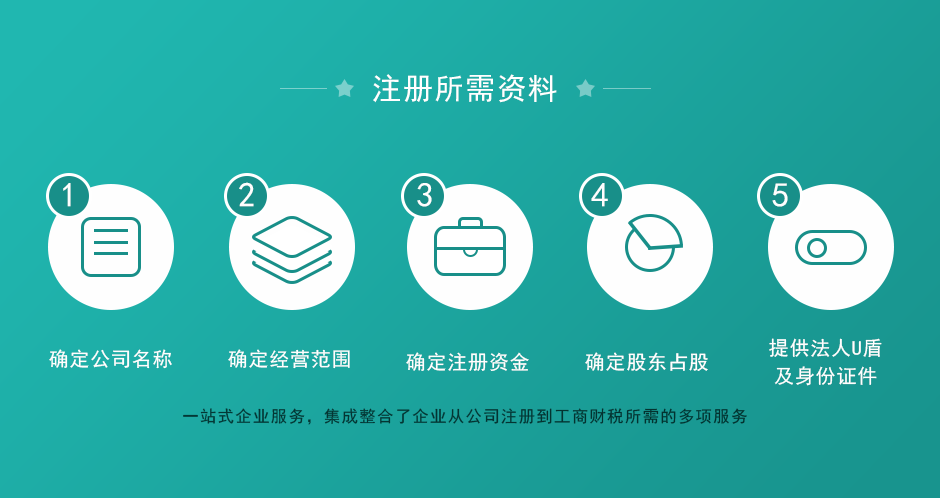 注册所需资料
1
2
3
4
5
确定公司名称
确定经营范围
确定注册资金
确定股东占股
提供法人U盾
及身份证件
一站式企业服务，集成整合了企业从公司注册到工商财税所需的多项服务